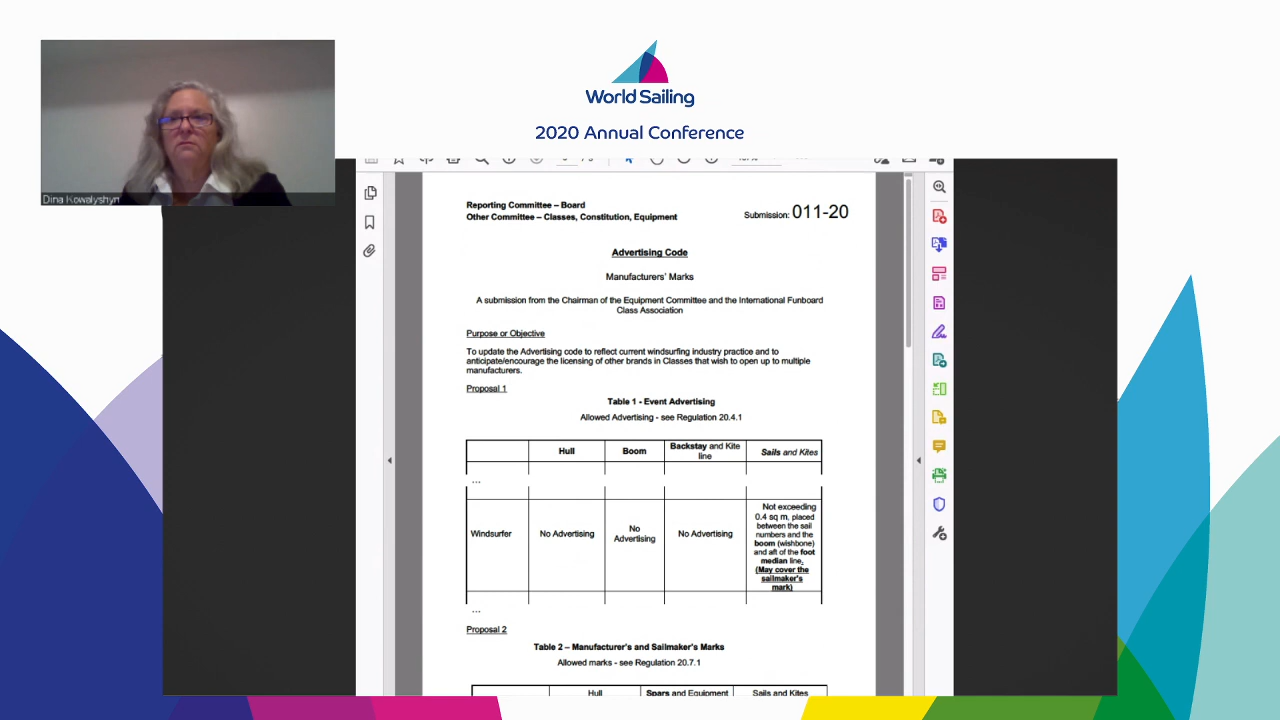 World Sailing
2020 Annual Conference
Dina Kowalyshyn
Reporting Committee – Board
Other Committee – Classes, Constitution, Equipment
Submission: 011-20
Advertising Code
Manufacturers' Marks
A submission from the Chairman of the Equipment Committee and the International Funboard
Class Association
Purpose or Objective
To update the Advertising code to reflect current windsurfing industry practice and to
anticipate/encourage the licensing of other brands in Classes that wish to open up to multiple
manufacturers.
Proposal 1
Table 1 - Event Advertising
Allowed Advertising - see Regulation 20.4.1
Hull
Boom
Backstay and Kite
line
Sails and Kites
...
Windsurfer
No Advertising
No
Advertising
No Advertising
Not exceeding
0.4 sq m, placed
between the sail
numbers and the
boom (wishbone)
and aft of the foot
median line.
(May cover the
sailmaker's
mark)
...
Proposal 2
Table 2 – Manufacturer's and Sailmaker's Marks
Allowed marks - see Regulation 20.7.1
Hull
Spars and Equipment
Sails and Kites